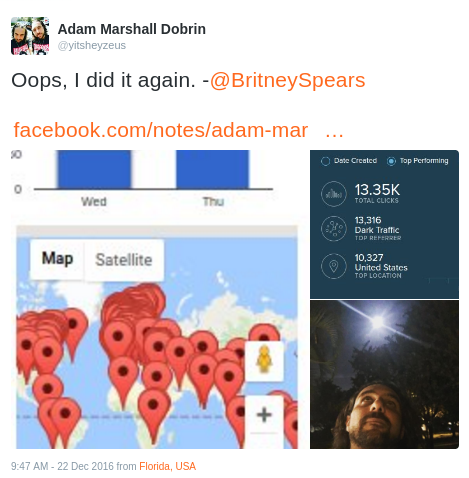 Adam Marshall Dobrin
@yitsheyzeus
Oops, I did it again. -@BritneySpears
facebook.com/notes/adam-mar …
0
Wed Thu
Map Satellite
+
Date Created Top Performing
13.35K
TOTAL CLICKS
13,316
Dark Traffic
TOP REFERRER
10,327
United States
TOP LOCATION
9:47 AM - 22 Dec 2016 from Florida, USA